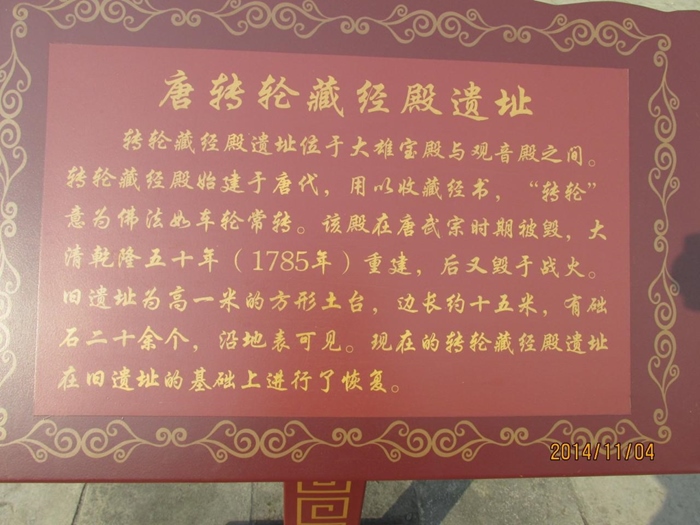 唐转轮藏经殿遗址
转轮藏经殿遗址位于大雄宝殿与观音殿之间。
转轮藏经殿始建于唐代，用以收藏经书，“转轮”
意为佛法如车轮常转。该殿在唐武宗时期被毁，大
清乾隆五十年（1785年）重建，后又毁于战火。
旧遗址为高一米的方形土台，边长约十五米，有础
石二十余个，沿地表可见。现在的转轮藏经殿遗址
在旧遗址的基础上进行了恢复。
2014/11/04